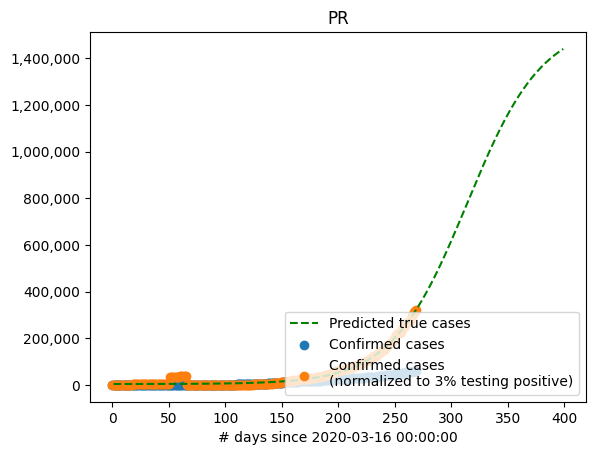 PR
1,400,000
1,200,000
1,000,000
800,000
600,000
400,000
200,000
0
Predicted true cases
Confirmed cases
Confirmed cases
(normalized to 3% testing positive)
0 50 100 150 200 250 300 350 400
# days since 2020-03-16 00:00:00